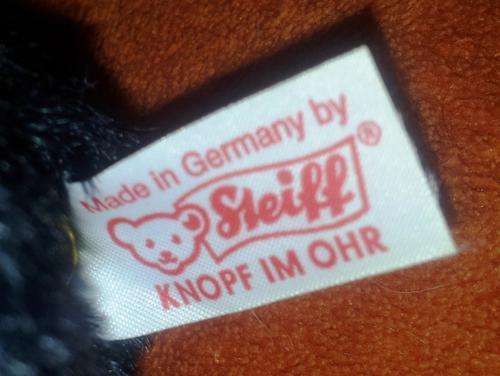 Made in Germany by
Steiff®
KNOPF IM OHR